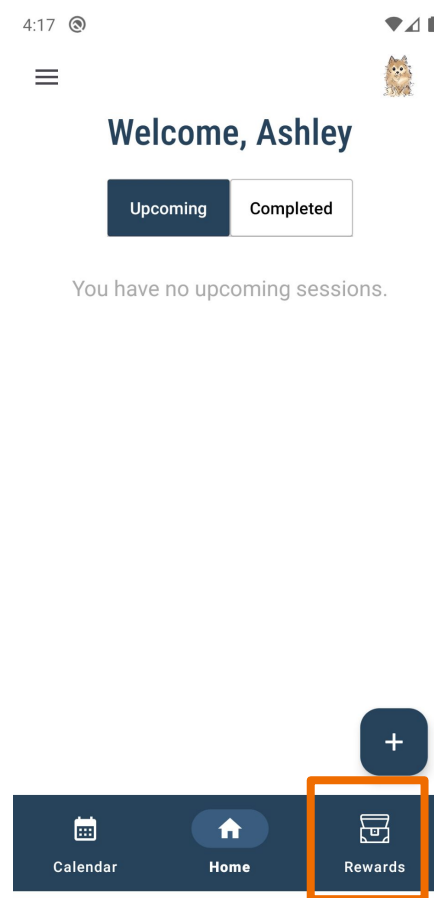 4:17
Welcome, Ashley
Upcoming Completed
You have no upcoming sessions.
+
Calendar Home Rewards